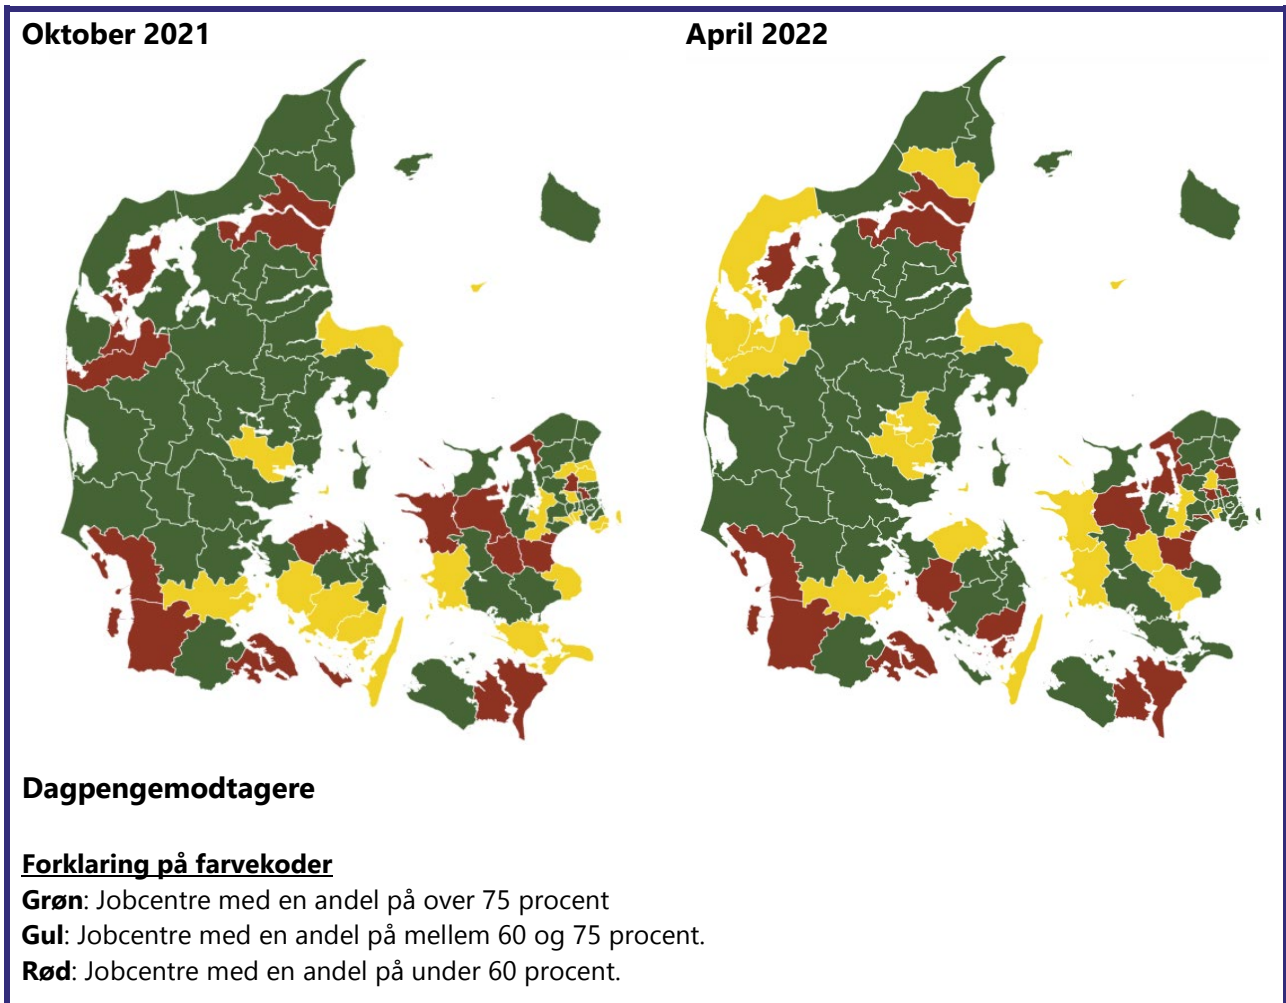 Oktober 2021
April 2022
Dagpengemodtagere
Forklaring på farvekoder
Grøn: Jobcentre med en andel på over 75 procent
Gul: Jobcentre med en andel på mellem 60 og 75 procent.
Rød: Jobcentre med en andel på under 60 procent.